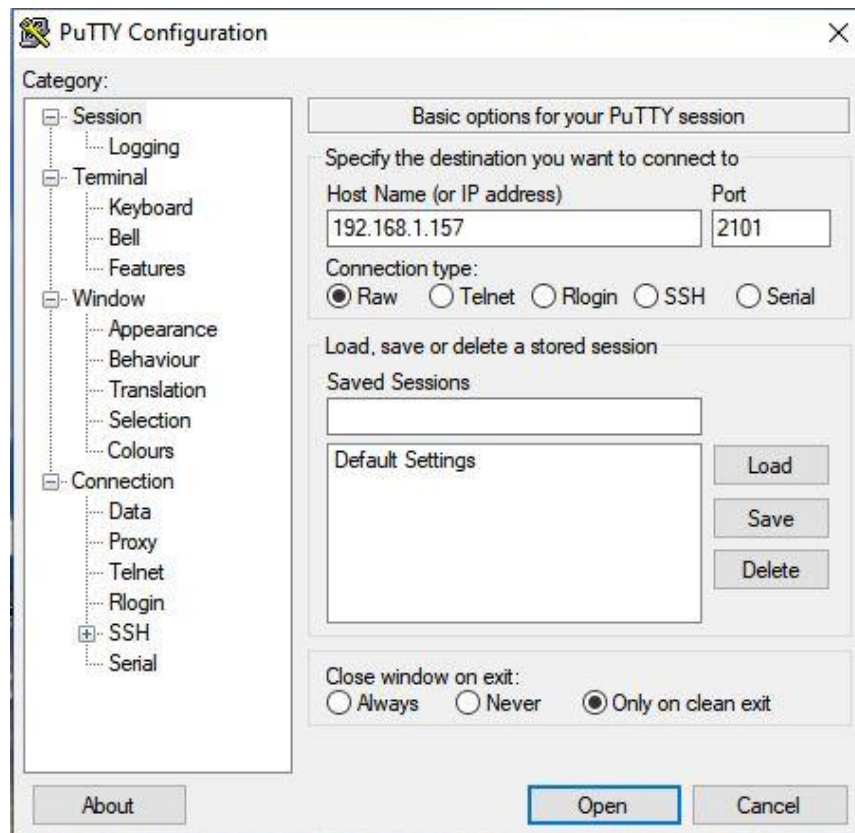 PuTTY Configuration
Category:
Session
Logging
Terminal
Keyboard
Bell
Features
Window
Appearance
Behaviour
Translation
Selection
Colours
Connection
Data
Proxy
Telnet
Rlogin
SSH
Serial
Basic options for your PuTTY session
Specify the destination you want to connect to
Host Name (or IP address) Port
192.168.1.157 2101
Connection type:
Raw Telnet Rlogin SSH Serial
Load, save or delete a stored session
Saved Sessions
Default Settings
Load
Save
Delete
Close window on exit:
Always Never Only on clean exit
About Open Cancel